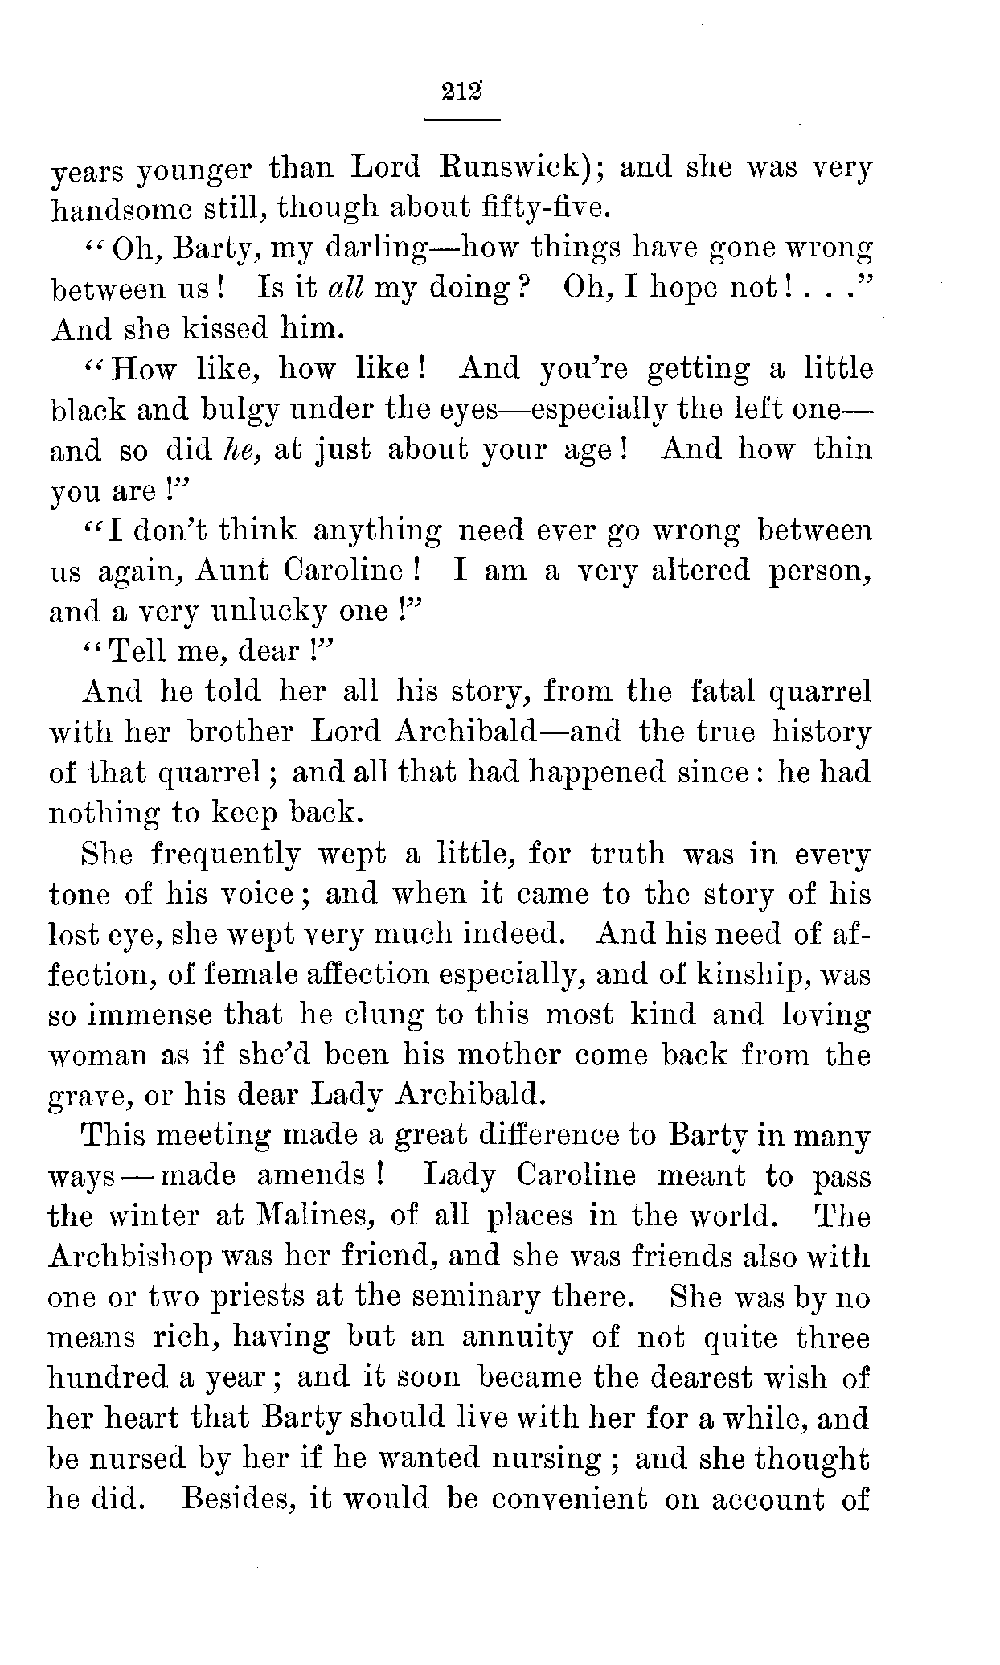 212
years younger than Lord Runswick); and she was very
handsome still, though about fifty-five.
“Oh, Barty, my darling—how things have gone wrong
between us! Is it all my doing? Oh, I hope not! . . .”
And she kissed him.
“How like, how like! And you’re getting a little
black and bulgy under the eyes—especially the left one—
and so did he, at just about your age! And how thin
you are!”
“I don’t think anything need ever go wrong between
us again, Aunt Caroline! I am a very altered person,
and a very unlucky one!”
“Tell me, dear!”
And he told her all his story, from the fatal quarrel
with her brother Lord Archibald—and the true history
of that quarrel; and all that had happened since: he had
nothing to keep back.
She frequently wept a little, for truth was in every
tone of his voice; and when it came to the story of his
lost eye, she wept very much indeed. And his need of af-
fection, of female affection especially, and of kinship, was
so immense that he clung to this most kind and loving
woman as if she’d been his mother come back from the
grave, or his dear Lady Archibald.
This meeting made a great difference to Barty in many
ways—made amends! Lady Caroline meant to pass
the winter at Malines, of all places in the world. The
Archbishop was her friend, and she was friends also with
one or two priests at the seminary there. She was by no
means rich, having but an annuity of not quite three
hundred a year; and it soon became the dearest wish of
her heart that Barty should live with her for a while, and
be nursed by her if he wanted nursing; and she thought
he did. Besides, it would be convenient on account of